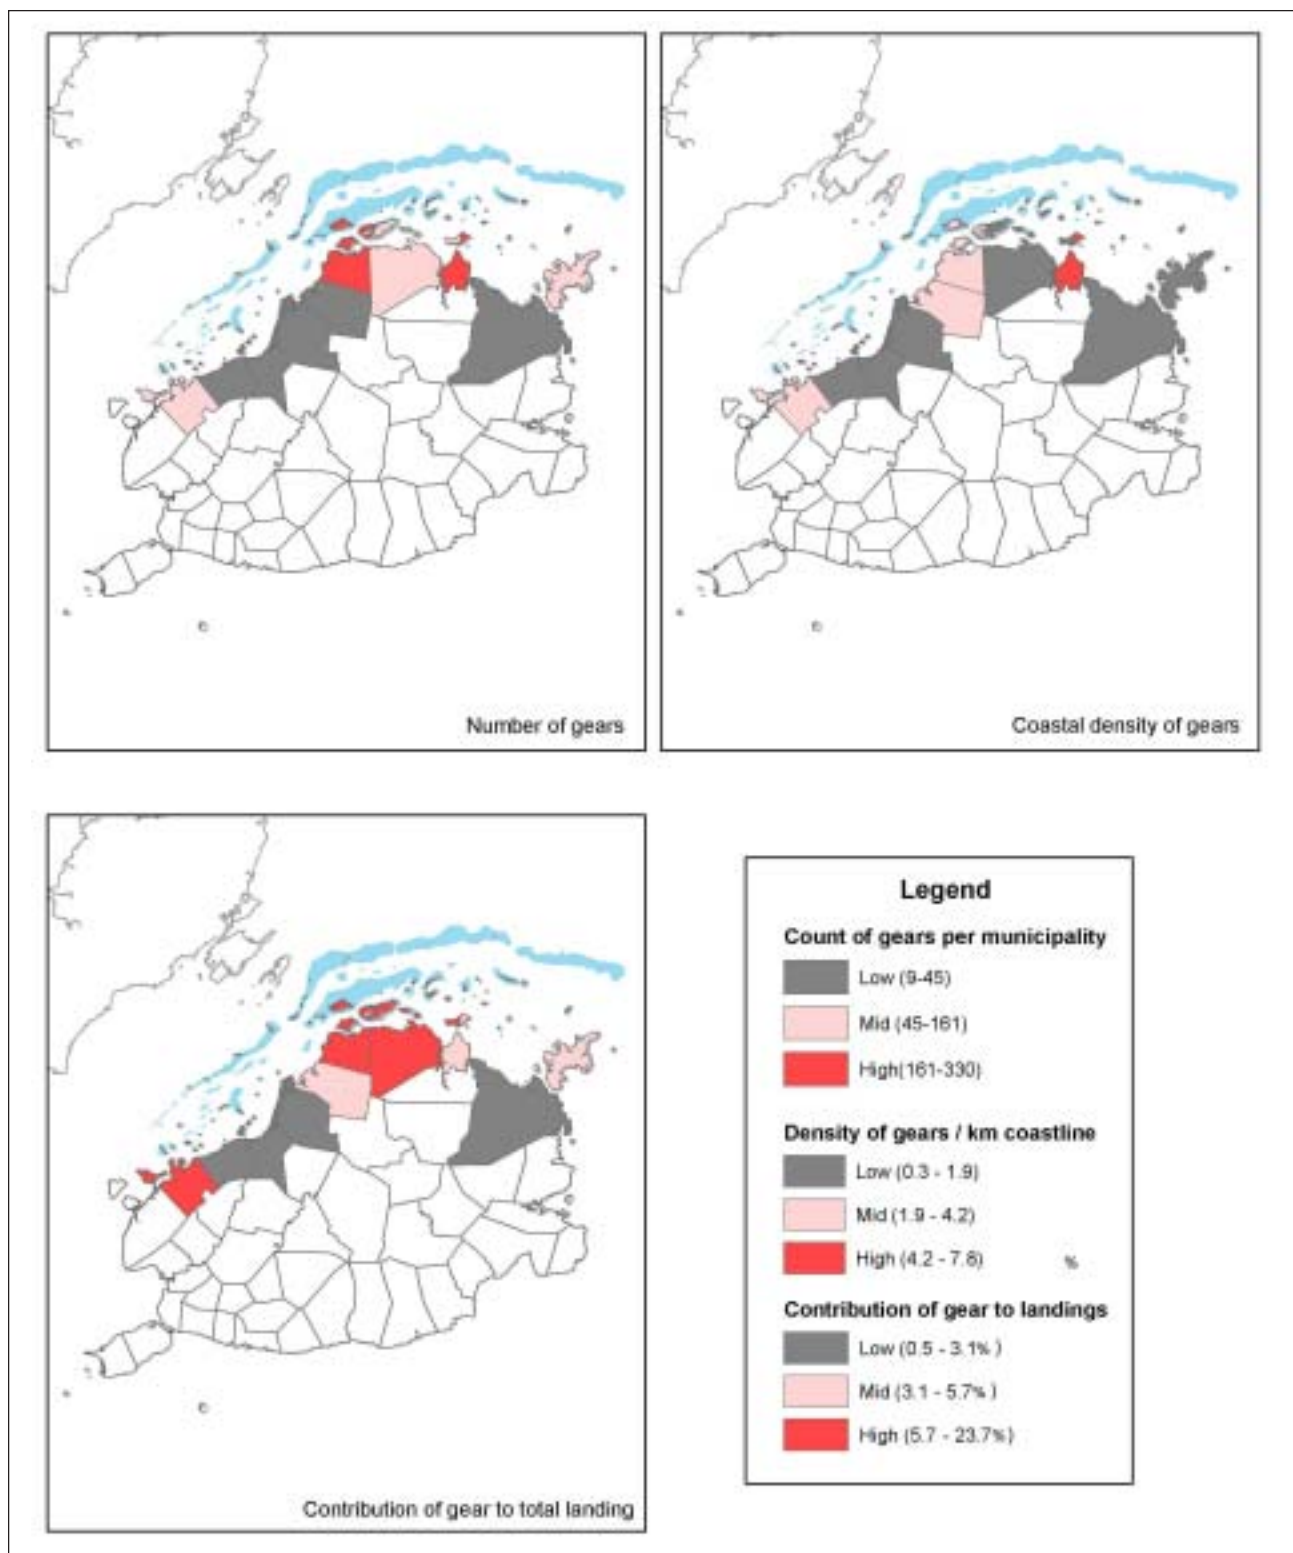 Number of gears
Coastal density of gears
Contribution of gear to total landing
Legend
Count of gears per municipality
Low (9-45)
Mid (45-161)
High(161-330)
Density of gears / km coastline
Low (0.3 - 1.9)
Mid (1.9 - 4.2)
High (4.2 - 7.8)
%
Contribution of gear to landings
Low (0.5 - 3.1%)
Mid (3.1 - 5.7%)
High (5.7 - 23.7%)